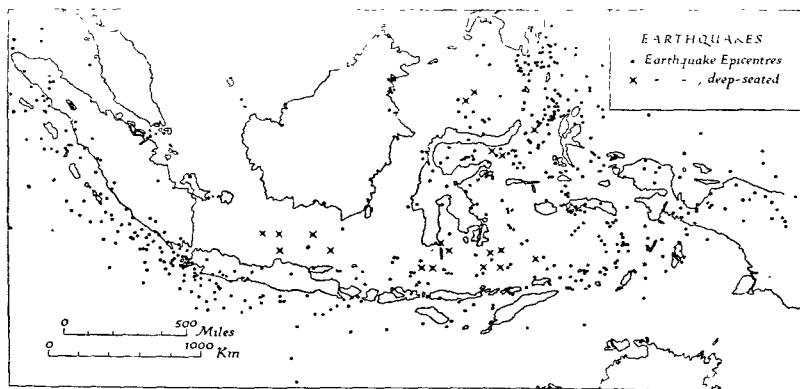 EARTHQUAKES
• Earthquake Epicentres
× - - , deep-seated
0 500 Miles
0 1000 Km